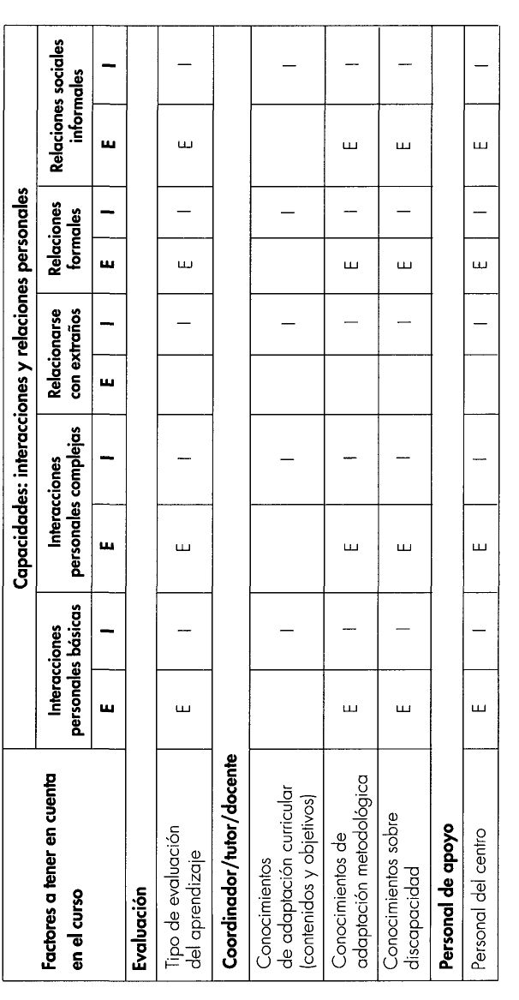 Factores a tener en cuenta
en el curso
Capacidades: interacciones y relaciones personales
Interacciones
personales básicas
Interacciones
personales complejas
Relacionarse
con extraños
Relaciones
formales
Relaciones sociales
informales
E I E I E I E I E I
Evaluación
Tipo de evaluación
del aprendizaje
E I E I I E I E I
Coordinador/tutor/docente
Conocimientos
de adaptación curricular
(contenidos y objetivos)
I I I I I
Conocimientos de
adaptación metodológica
E I E I I E I E I
Conocimientos sobre
discapacidad
E I E I I E I E I
Personal de apoyo
Personal del centro
E I E I I E I E I